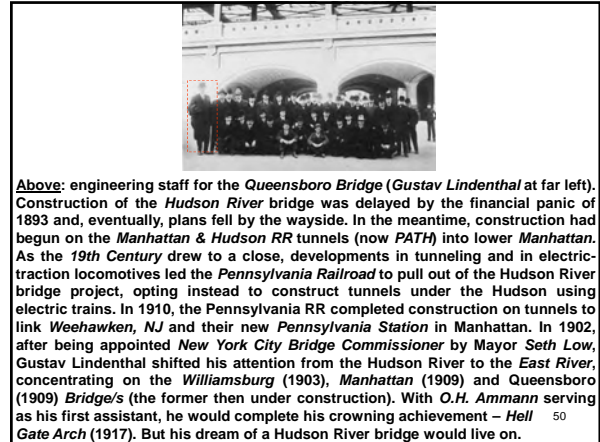 Above: engineering staff for the Queensboro Bridge (Gustav Lindenthal at far left).
Construction of the Hudson River bridge was delayed by the financial panic of
1893 and, eventually, plans fell by the wayside. In the meantime, construction had
begun on the Manhattan & Hudson RR tunnels (now PATH) into lower Manhattan.
As the 19th Century drew to a close, developments in tunneling and in electric-
traction locomotives led the Pennsylvania Railroad to pull out of the Hudson River
bridge project, opting instead to construct tunnels under the Hudson using
electric trains. In 1910, the Pennsylvania RR completed construction on tunnels to
link Weehawken, NJ and their new Pennsylvania Station in Manhattan. In 1902,
after being appointed New York City Bridge Commissioner by Mayor Seth Low,
Gustav Lindenthal shifted his attention from the Hudson River to the East River,
concentrating on the Williamsburg (1903), Manhattan (1909) and Queensboro
(1909) Bridge/s (the former then under construction). With O.H. Ammann serving
as his first assistant, he would complete his crowning achievement – Hell
Gate Arch (1917). But his dream of a Hudson River bridge would live on.
50